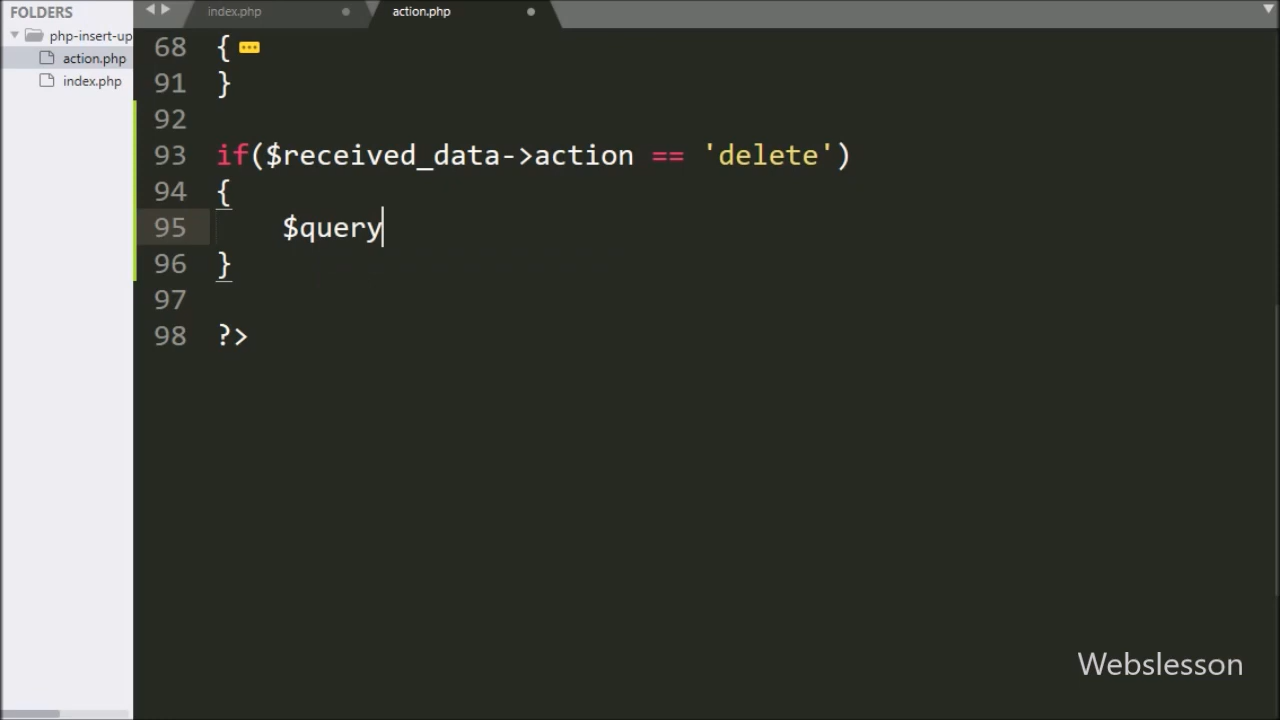 FOLDERS
php-insert-up
action.php
index.php
index.php
action.php
68 {
91 }
92
93 if($received_data->action == 'delete')
94 {
95 $query
96 }
97
98 ?>
Webslesson